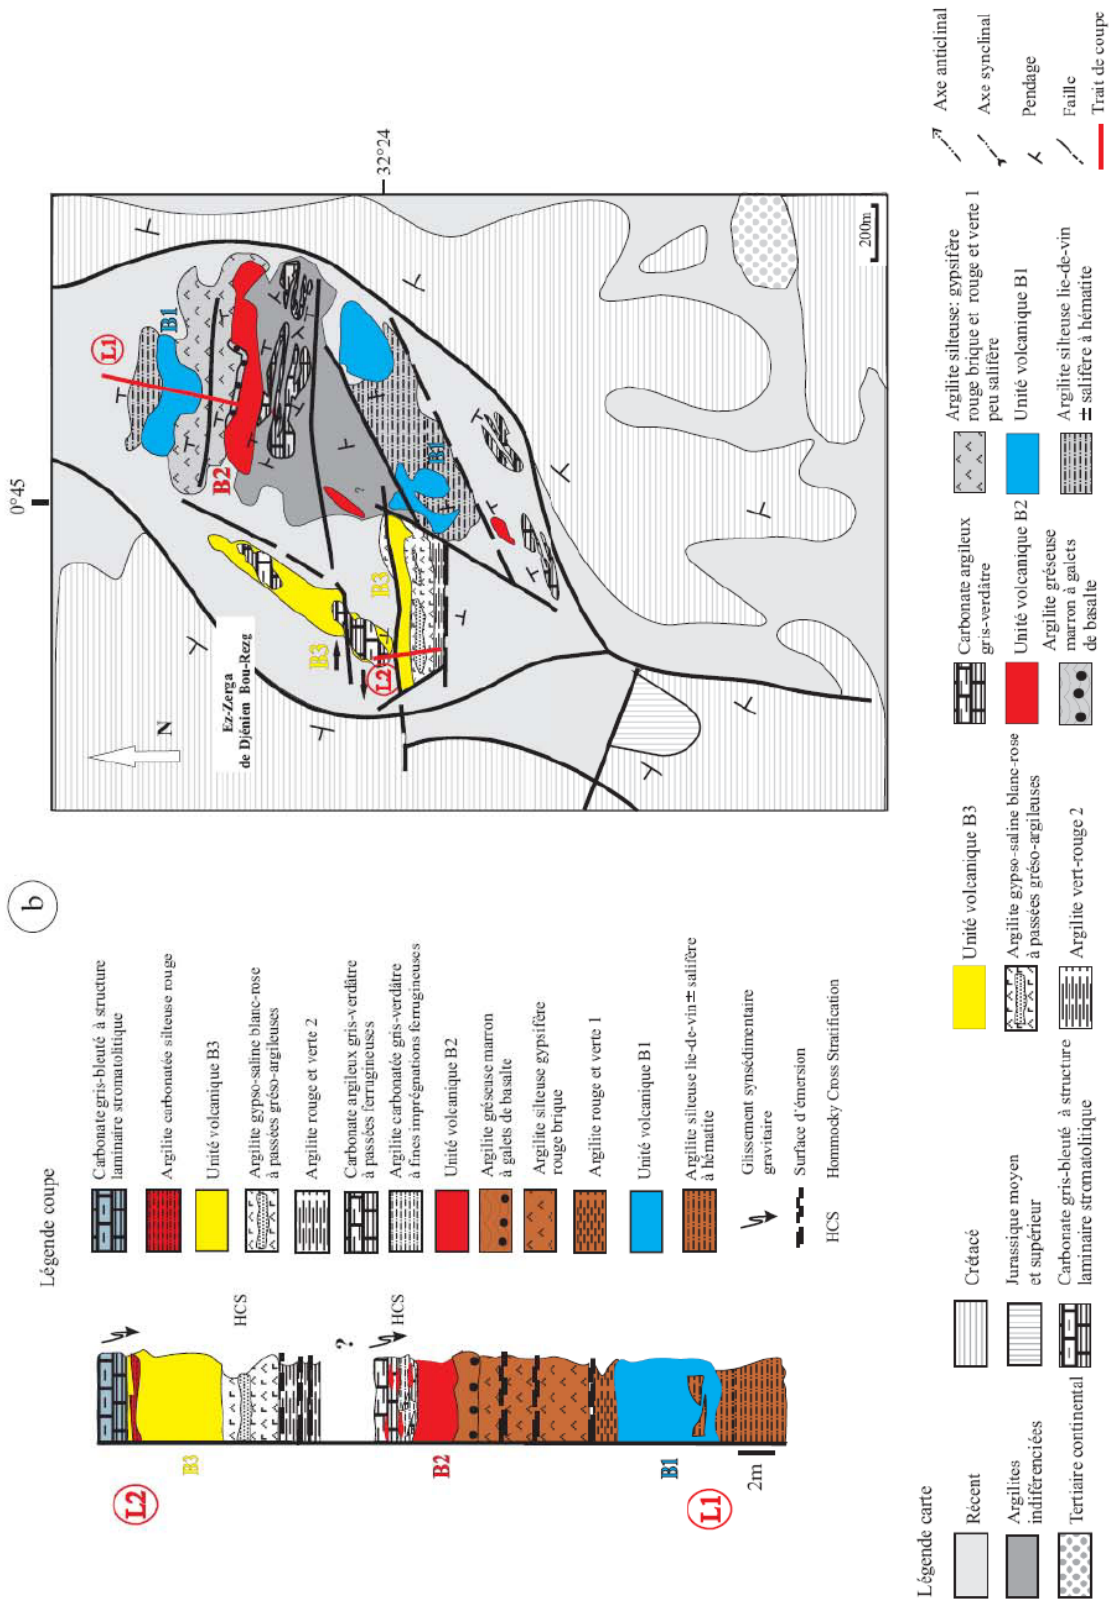 b
Légende coupe
Carbonate gris-bleuté à structure
laminaire stromatolitique
Argilite carbonatée silteuse rouge
Unité volcanique B3
Argilite gypso-saline blanc-rose
à passées gréso-argileuses
Argilite rouge et verte 2
Carbonate argileux gris-verdâtre
à passées ferrugineuses
Argilite carbonatée gris-verdâtre
à fines imprégnations ferrugineuses
Unité volcanique B2
Argilite gréseuse marron
à galets de basalte
Argilite silteuse gypsifère
rouge brique
Argilite rouge et verte 1
Unité volcanique B1
Argilite silteuse lie-de-vin ± salifère
à hématite
Glissement synsédimentaire
gravitaire
Surface d'émersion
HCS
Hommocky Cross Stratification
L2
B3
HCS
?
HCS
B2
B1
L1
2m
0°45
32°24
N
Ez-Zerga
de Djénien Bou-Rezg
L1
B1
B2
B3
B3
L2
B1
?
200m
Légende carte
Récent
Argilites
indiférenciées
Tertiaire continental
Crétacé
Jurassique moyen
et supérieur
Carbonate gris-bleuté à structure
laminaire stromatolitique
Unité volcanique B3
Argilite gypso-saline blanc-rose
à passées gréso-argileuses
Argilite vert-rouge 2
Carbonate argileux
gris-verdâtre
Unité volcanique B2
Argilite gréseuse
marron à galets
de basalte
Argilite silteuse: gypsifère
rouge brique et rouge et verte 1
peu salifère
Unité volcanique B1
Argilite silteuse lie-de-vin
± salifère à hématite
Axe anticlinal
Axe synclinal
Pendage
Faille
Trait de coupe